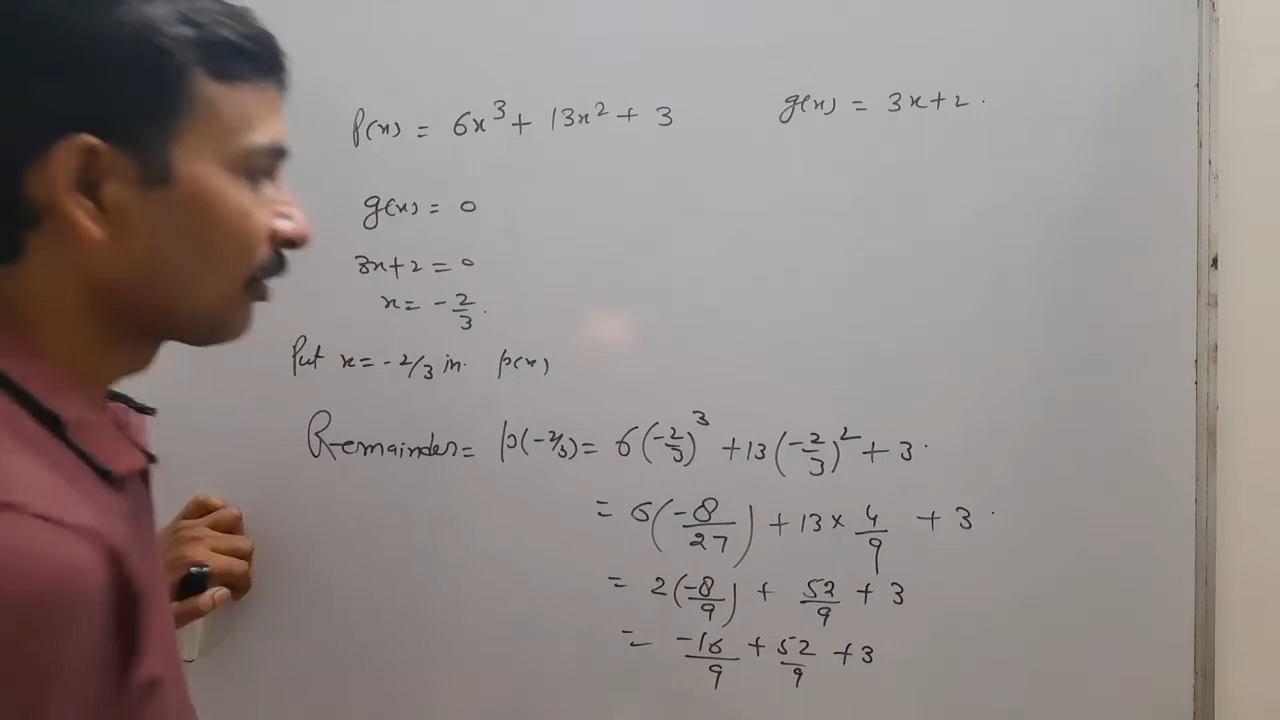 p(x) = 6x³ + 13x² + 3 g(x) = 3x+2.
g(x) = 0
3x+2 = 0
x = -2/3.
Put x = -2/3 in p(x)
Remainder = p(-2/3) = 6(-2/3)³ + 13(-2/3)² + 3.
= 6(-8/27) + 13 × 4/9 + 3.
= 2(-8/9) + 52/9 + 3
= -16/9 + 52/9 + 3